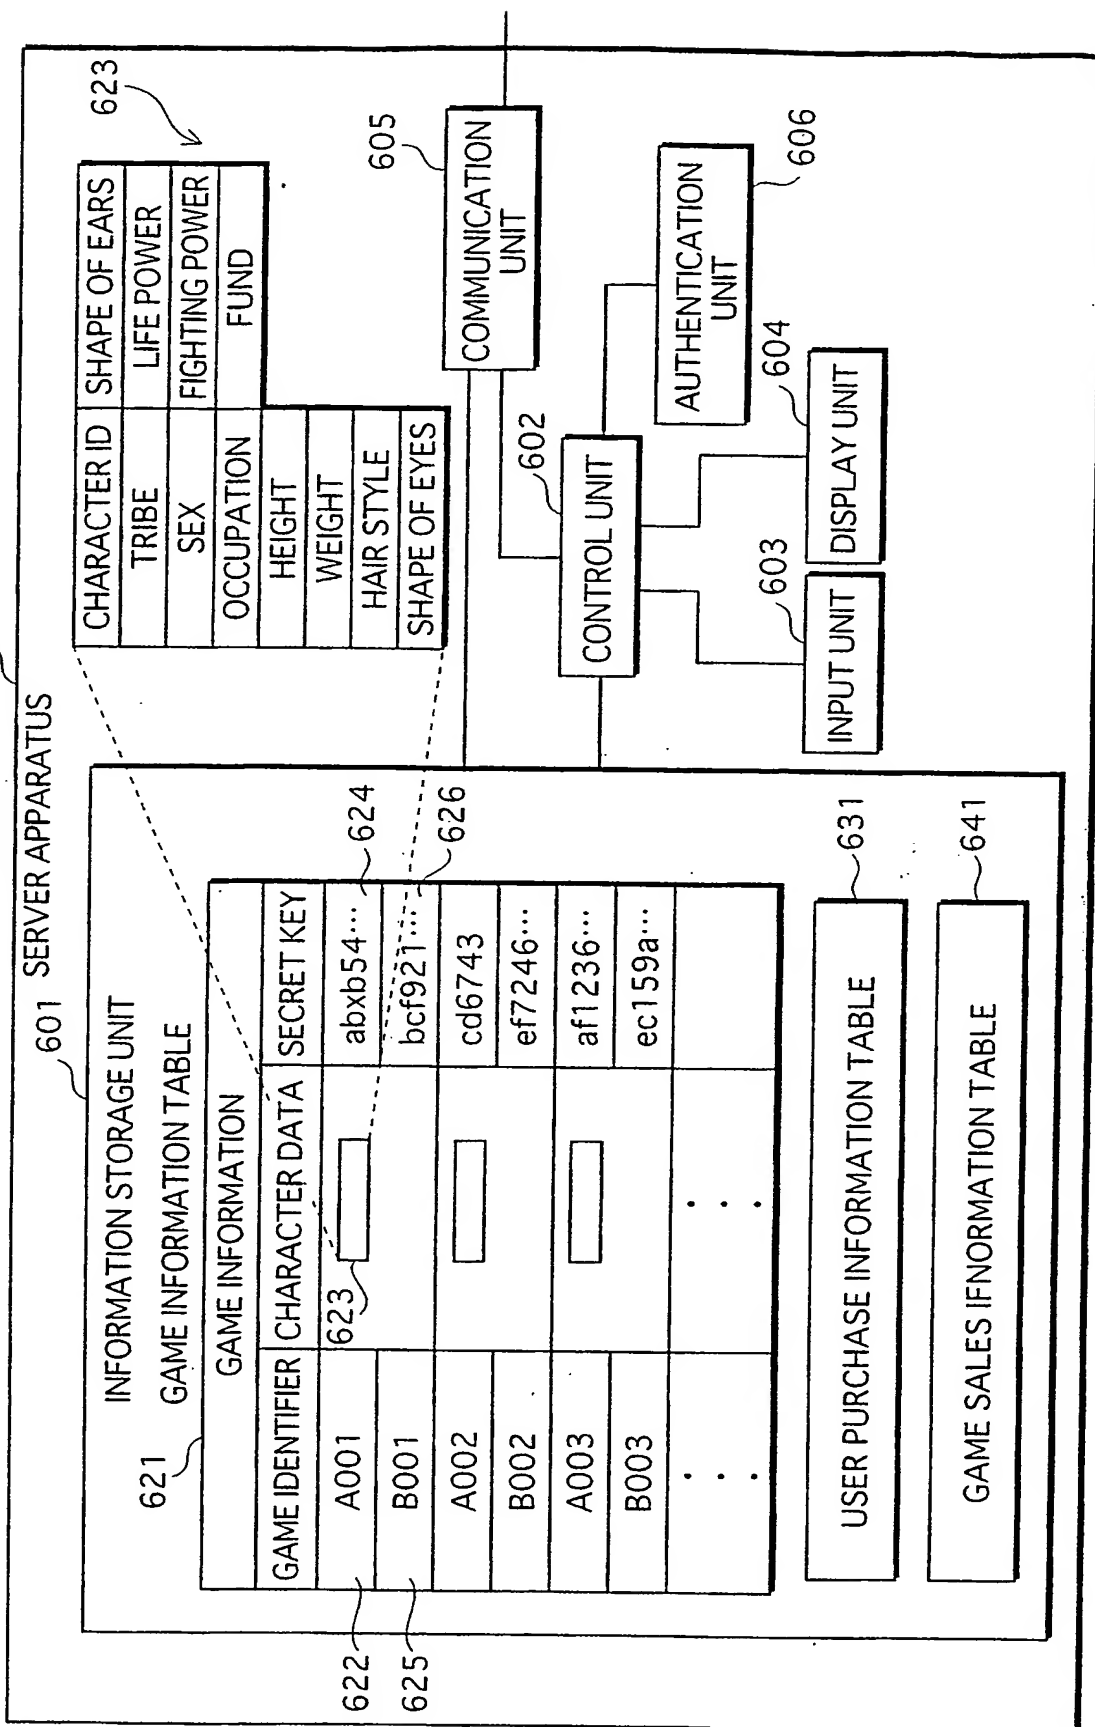 SERVER APPARATUS
601
INFORMATION STORAGE UNIT
GAME INFORMATION TABLE
621
GAME INFORMATION
GAME IDENTIFIER CHARACTER DATA SECRET KEY
622 A001 623 abxb54… 624
625 B001 bcf921… 626
A002 cd6743
B002 ef7246…
A003 af1236…
B003 ec159a…
USER PURCHASE INFORMATION TABLE 631
GAME SALES IFNORMATION TABLE 641
623
CHARACTER ID SHAPE OF EARS
TRIBE LIFE POWER
SEX FIGHTING POWER
OCCUPATION FUND
HEIGHT
WEIGHT
HAIR STYLE
SHAPE OF EYES
605
COMMUNICATION
UNIT
602
CONTROL UNIT
606
AUTHENTICATION
UNIT
603
INPUT UNIT
604
DISPLAY UNIT